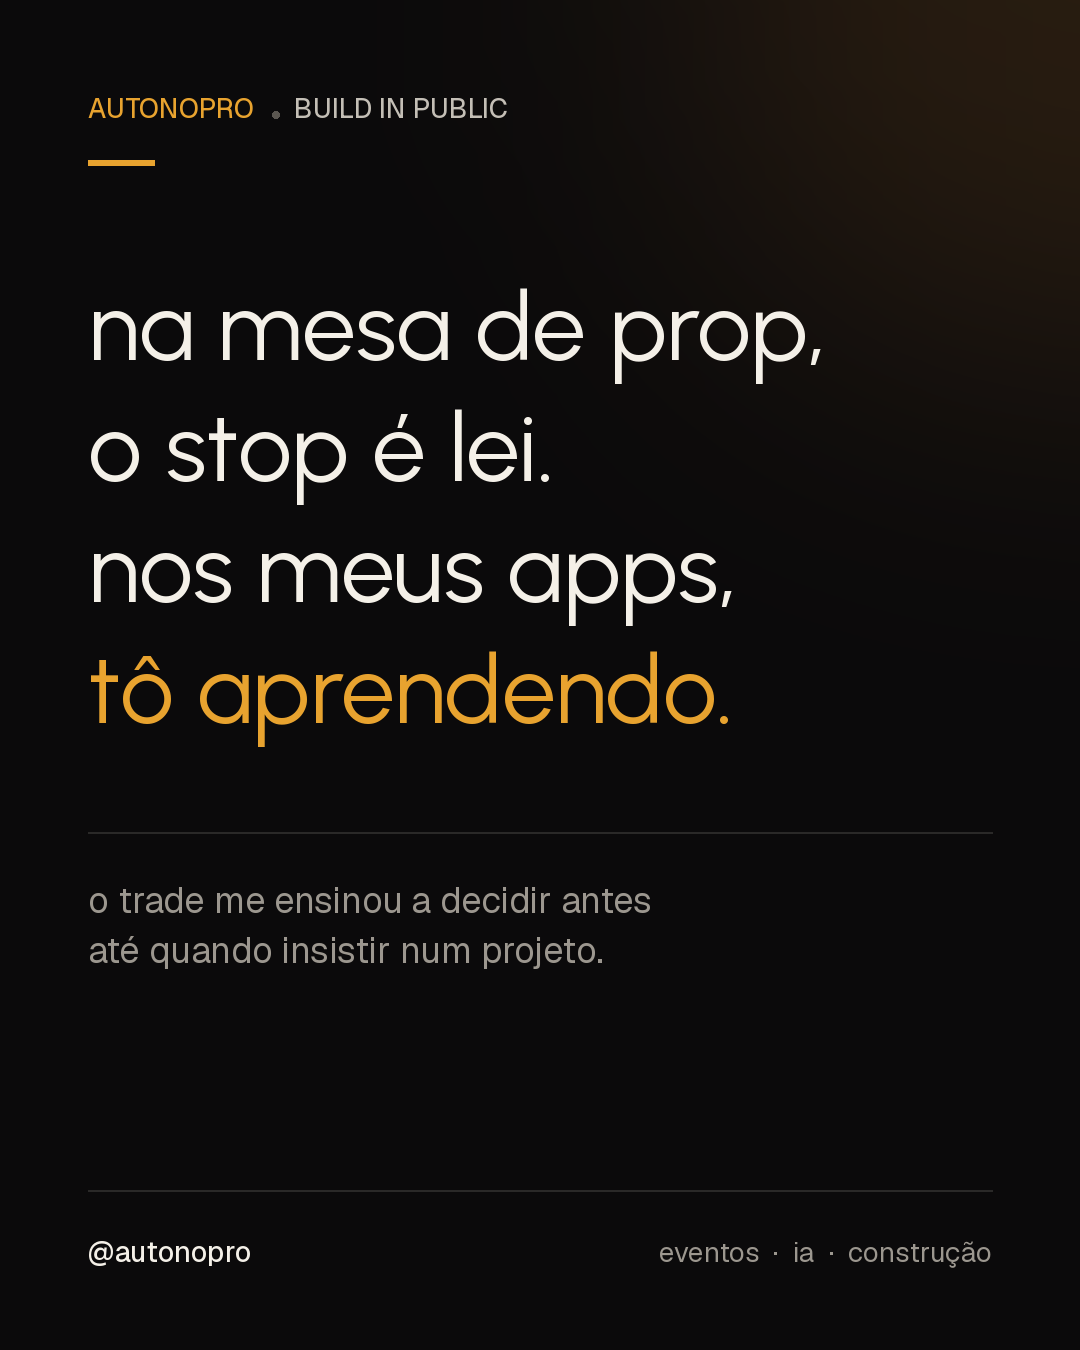 AUTONOPRO • BUILD IN PUBLIC
na mesa de prop,
o stop é lei.
nos meus apps,
tô aprendendo.
o trade me ensinou a decidir antes
até quando insistir num projeto.
@autonopro
eventos · ia · construção